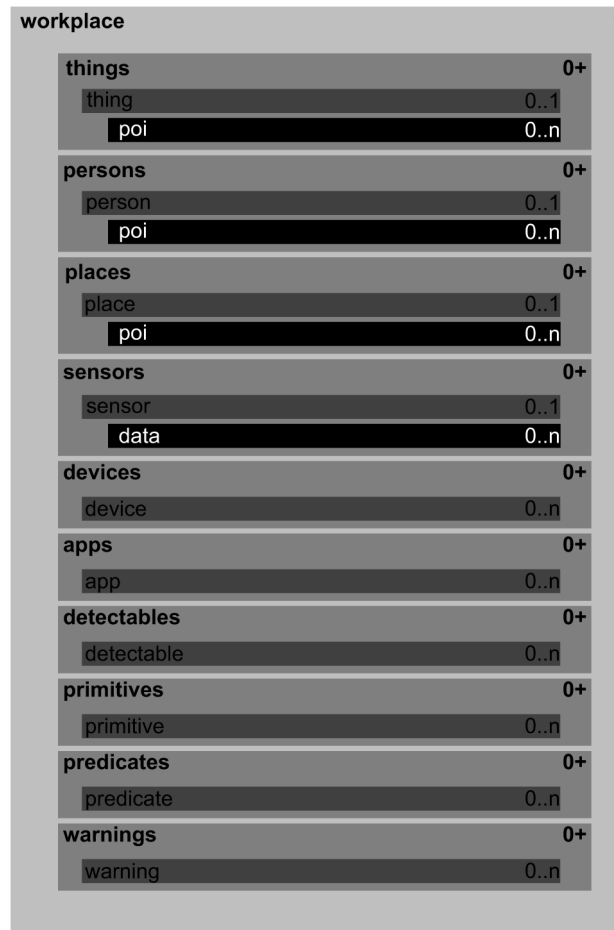 workplace
things 0+
thing 0..1
poi 0..n
persons 0+
person 0..1
poi 0..n
places 0+
place 0..1
poi 0..n
sensors 0+
sensor 0..1
data 0..n
devices 0+
device 0..n
apps 0+
app 0..n
detectables 0+
detectable 0..n
primitives 0+
primitive 0..n
predicates 0+
predicate 0..n
warnings 0+
warning 0..n